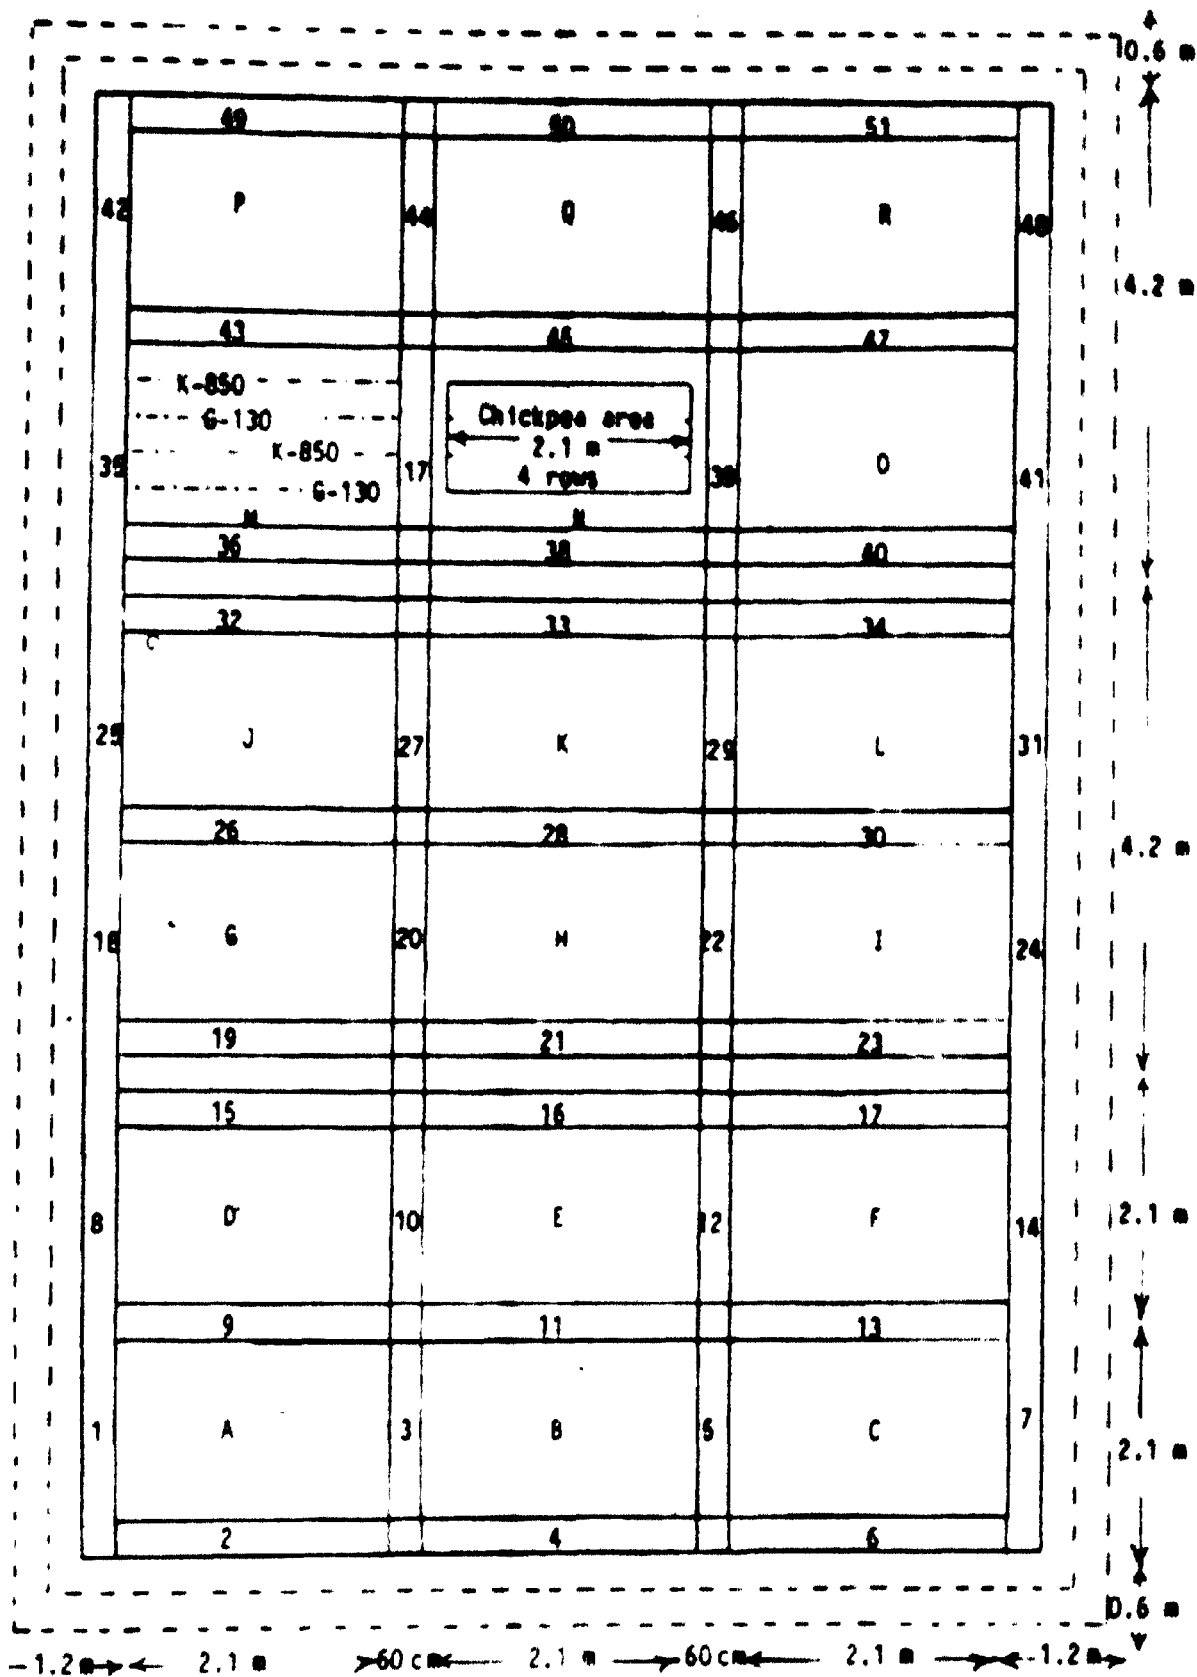 0.6 m
49 50 51
42 P 44 Q 46 R 48
4.2 m
43 45 47
K-850
G-130
K-850
G-130
Chickpea area
2.1 m
4 rows
35 17 39 O 41
M N
36 38 40
32 33 34
25 J 27 K 29 L 31
26 28 30
4.2 m
18 G 20 H 22 I 24
19 21 23
15 16 17
8 D 10 E 12 F 14
2.1 m
9 11 13
1 A 3 B 5 C 7
2.1 m
2 4 6
0.6 m
1.2 m 2.1 m 60 cm 2.1 m 60 cm 2.1 m 1.2 m